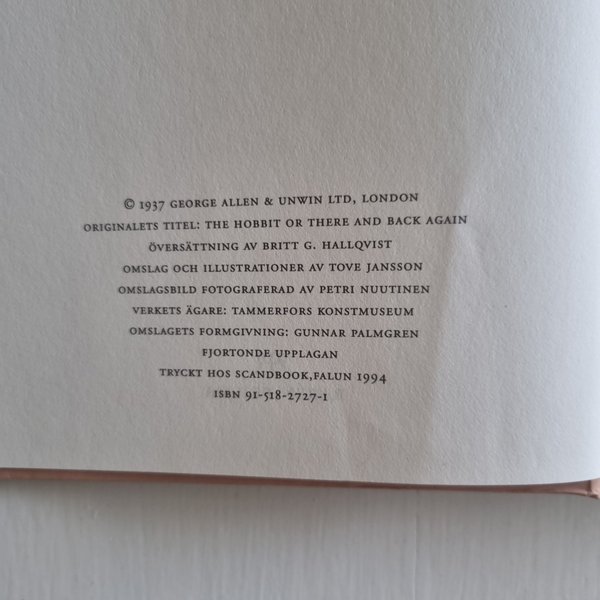 © 1937 GEORGE ALLEN & UNWIN LTD, LONDON
ORIGINALETS TITEL: THE HOBBIT OR THERE AND BACK AGAIN
ÖVERSÄTTNING AV BRITT G. HALLQVIST
OMSLAG OCH ILLUSTRATIONER AV TOVE JANSSON
OMSLAGSBILD FOTOGRAFERAD AV PETRI NUUTINEN
VERKETS ÄGARE: TAMMERFORS KONSTMUSEUM
OMSLAGETS FORMGIVNING: GUNNAR PALMGREN
FJORTONDE UPPLAGAN
TRYCKT HOS SCANDBOOK,FALUN 1994
ISBN 91-518-2727-1